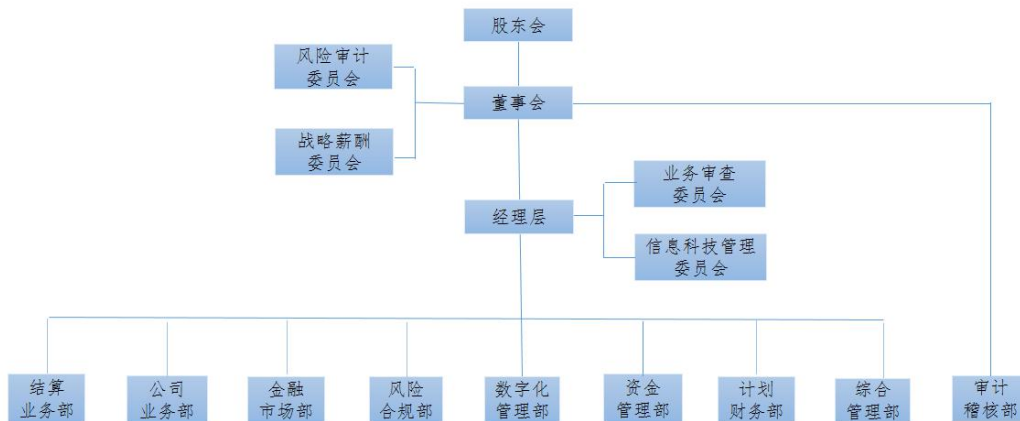 股东会
风险审计
委员会
董事会
战略薪酬
委员会
业务审查
委员会
经理层
信息科技管理
委员会
结算
业务部
公司
业务部
金融
市场部
风险
合规部
数字化
管理部
资金
管理部
计划
财务部
综合
管理部
审计
稽核部